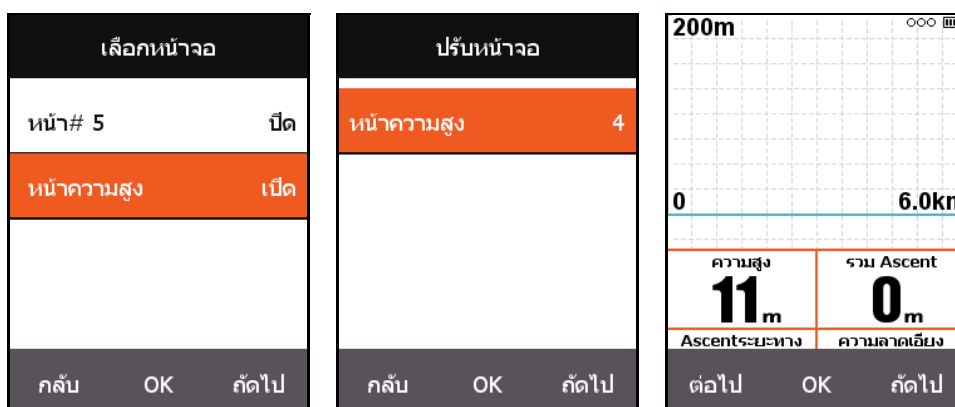 เลือกหน้าจอ
หน้า# 5 ปิด
หน้าความสูง เปิด
กลับ OK ถัดไป
ปรับหน้าจอ
หน้าความสูง 4
กลับ OK ถัดไป
200m
0 6.0km
ความสูง รวม Ascent
11m 0m
Ascentระยะทาง ความลาดเอียง
ต่อไป OK ถัดไป